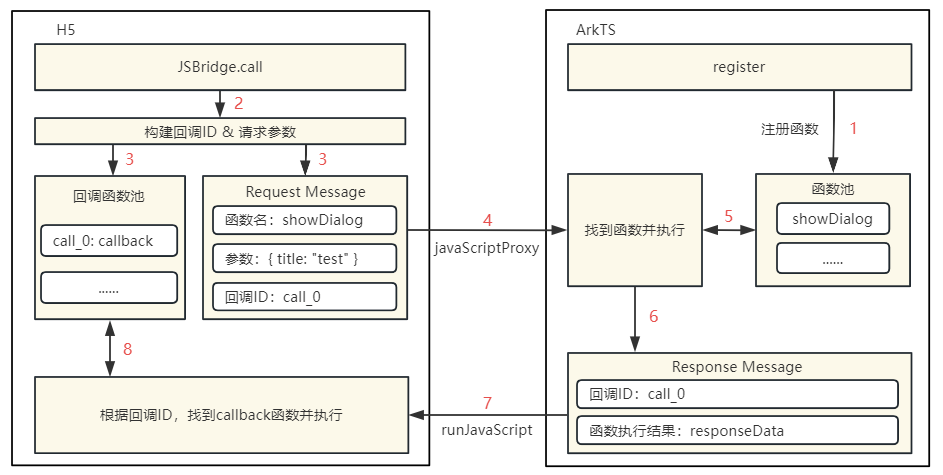 H5
JSBridge.call
2
构建回调ID & 请求参数
3
3
回调函数池
call_0: callback
......
Request Message
函数名：showDialog
参数：{ title: "test" }
回调ID：call_0
8
根据回调ID，找到callback函数并执行
4
javaScriptProxy
7
runJavaScript
ArkTS
register
注册函数
1
找到函数并执行
5
函数池
showDialog
......
6
Response Message
回调ID：call_0
函数执行结果：responseData